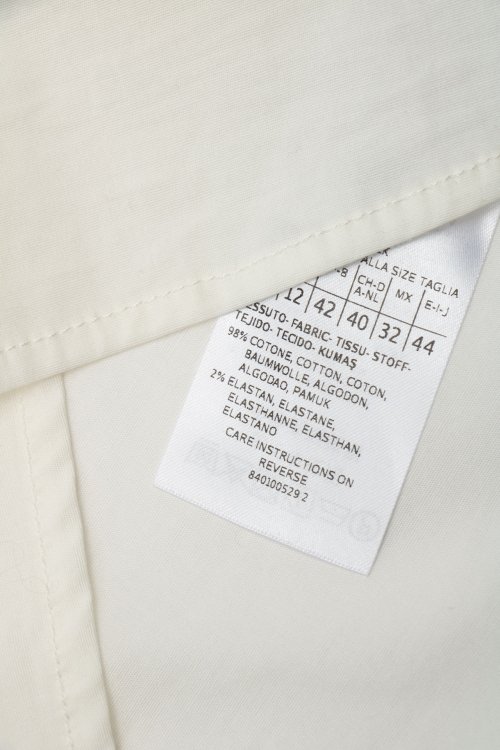 ALLA SIZE TAGLIA
CH-D MX E-I-J
A-NL
12 42 40 32 44
TESSUTO- FABRIC- TISSU- STOFF-
TEJIDO- TECIDO- KUMAŞ
98% COTONE, COTTON, COTON,
BAUMWOLLE, ALGODON,
ALGODAO, PAMUK
2% ELASTAN, ELASTANE,
ELASTHANNE, ELASTHAN,
ELASTANO
CARE INSTRUCTIONS ON
REVERSE
840100529 2